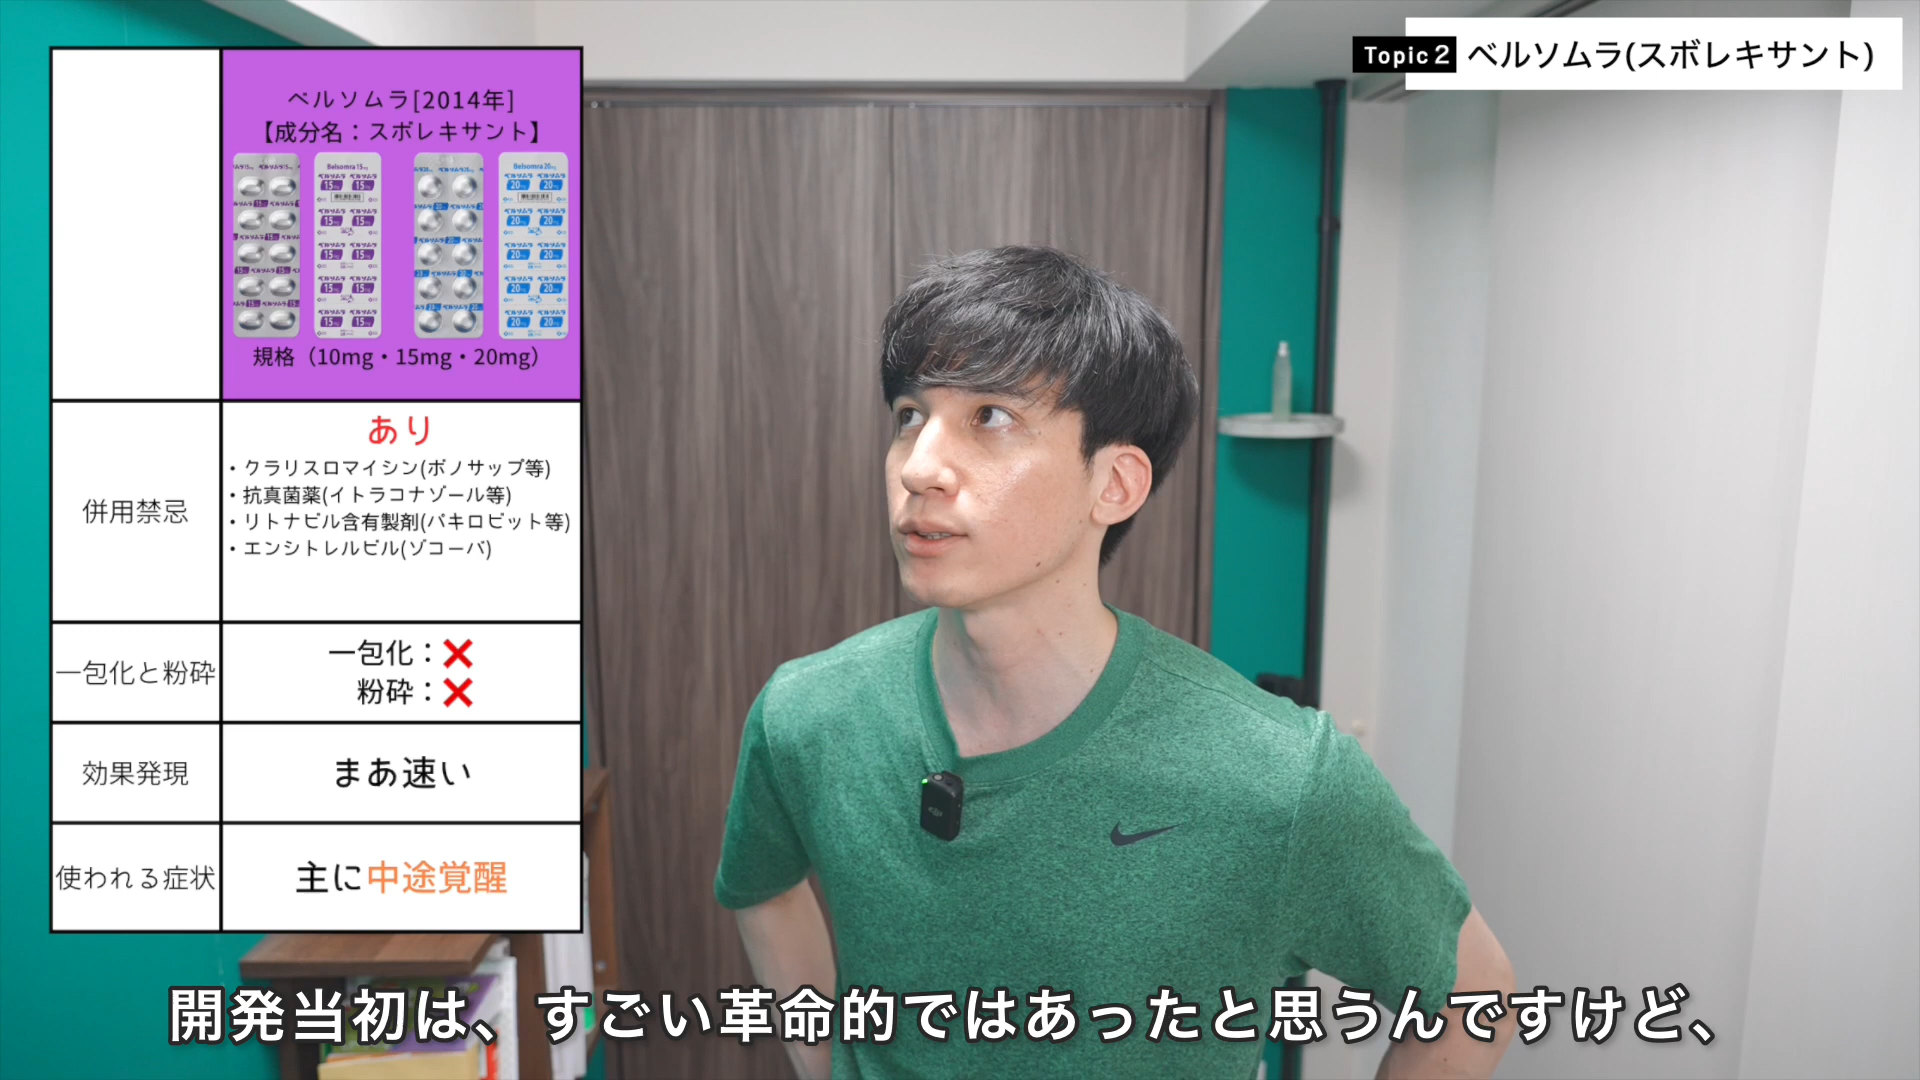 Topic 2 ベルソムラ(スボレキサント)
ベルソムラ[2014年]
【成分名：スボレキサント】
Belsomra 15mg
Belsomra 20mg
規格（10mg・15mg・20mg）
併用禁忌
あり
・クラリスロマイシン(ボノサップ等)
・抗真菌薬(イトラコナゾール等)
・リトナビル含有製剤(パキロビット等)
・エンシトレルビル(ゾコーバ)
一包化と粉砕
一包化：❌
粉砕：❌
効果発現
まあ速い
使われる症状
主に中途覚醒
開発当初は、すごい革命的ではあったと思うんですけど、